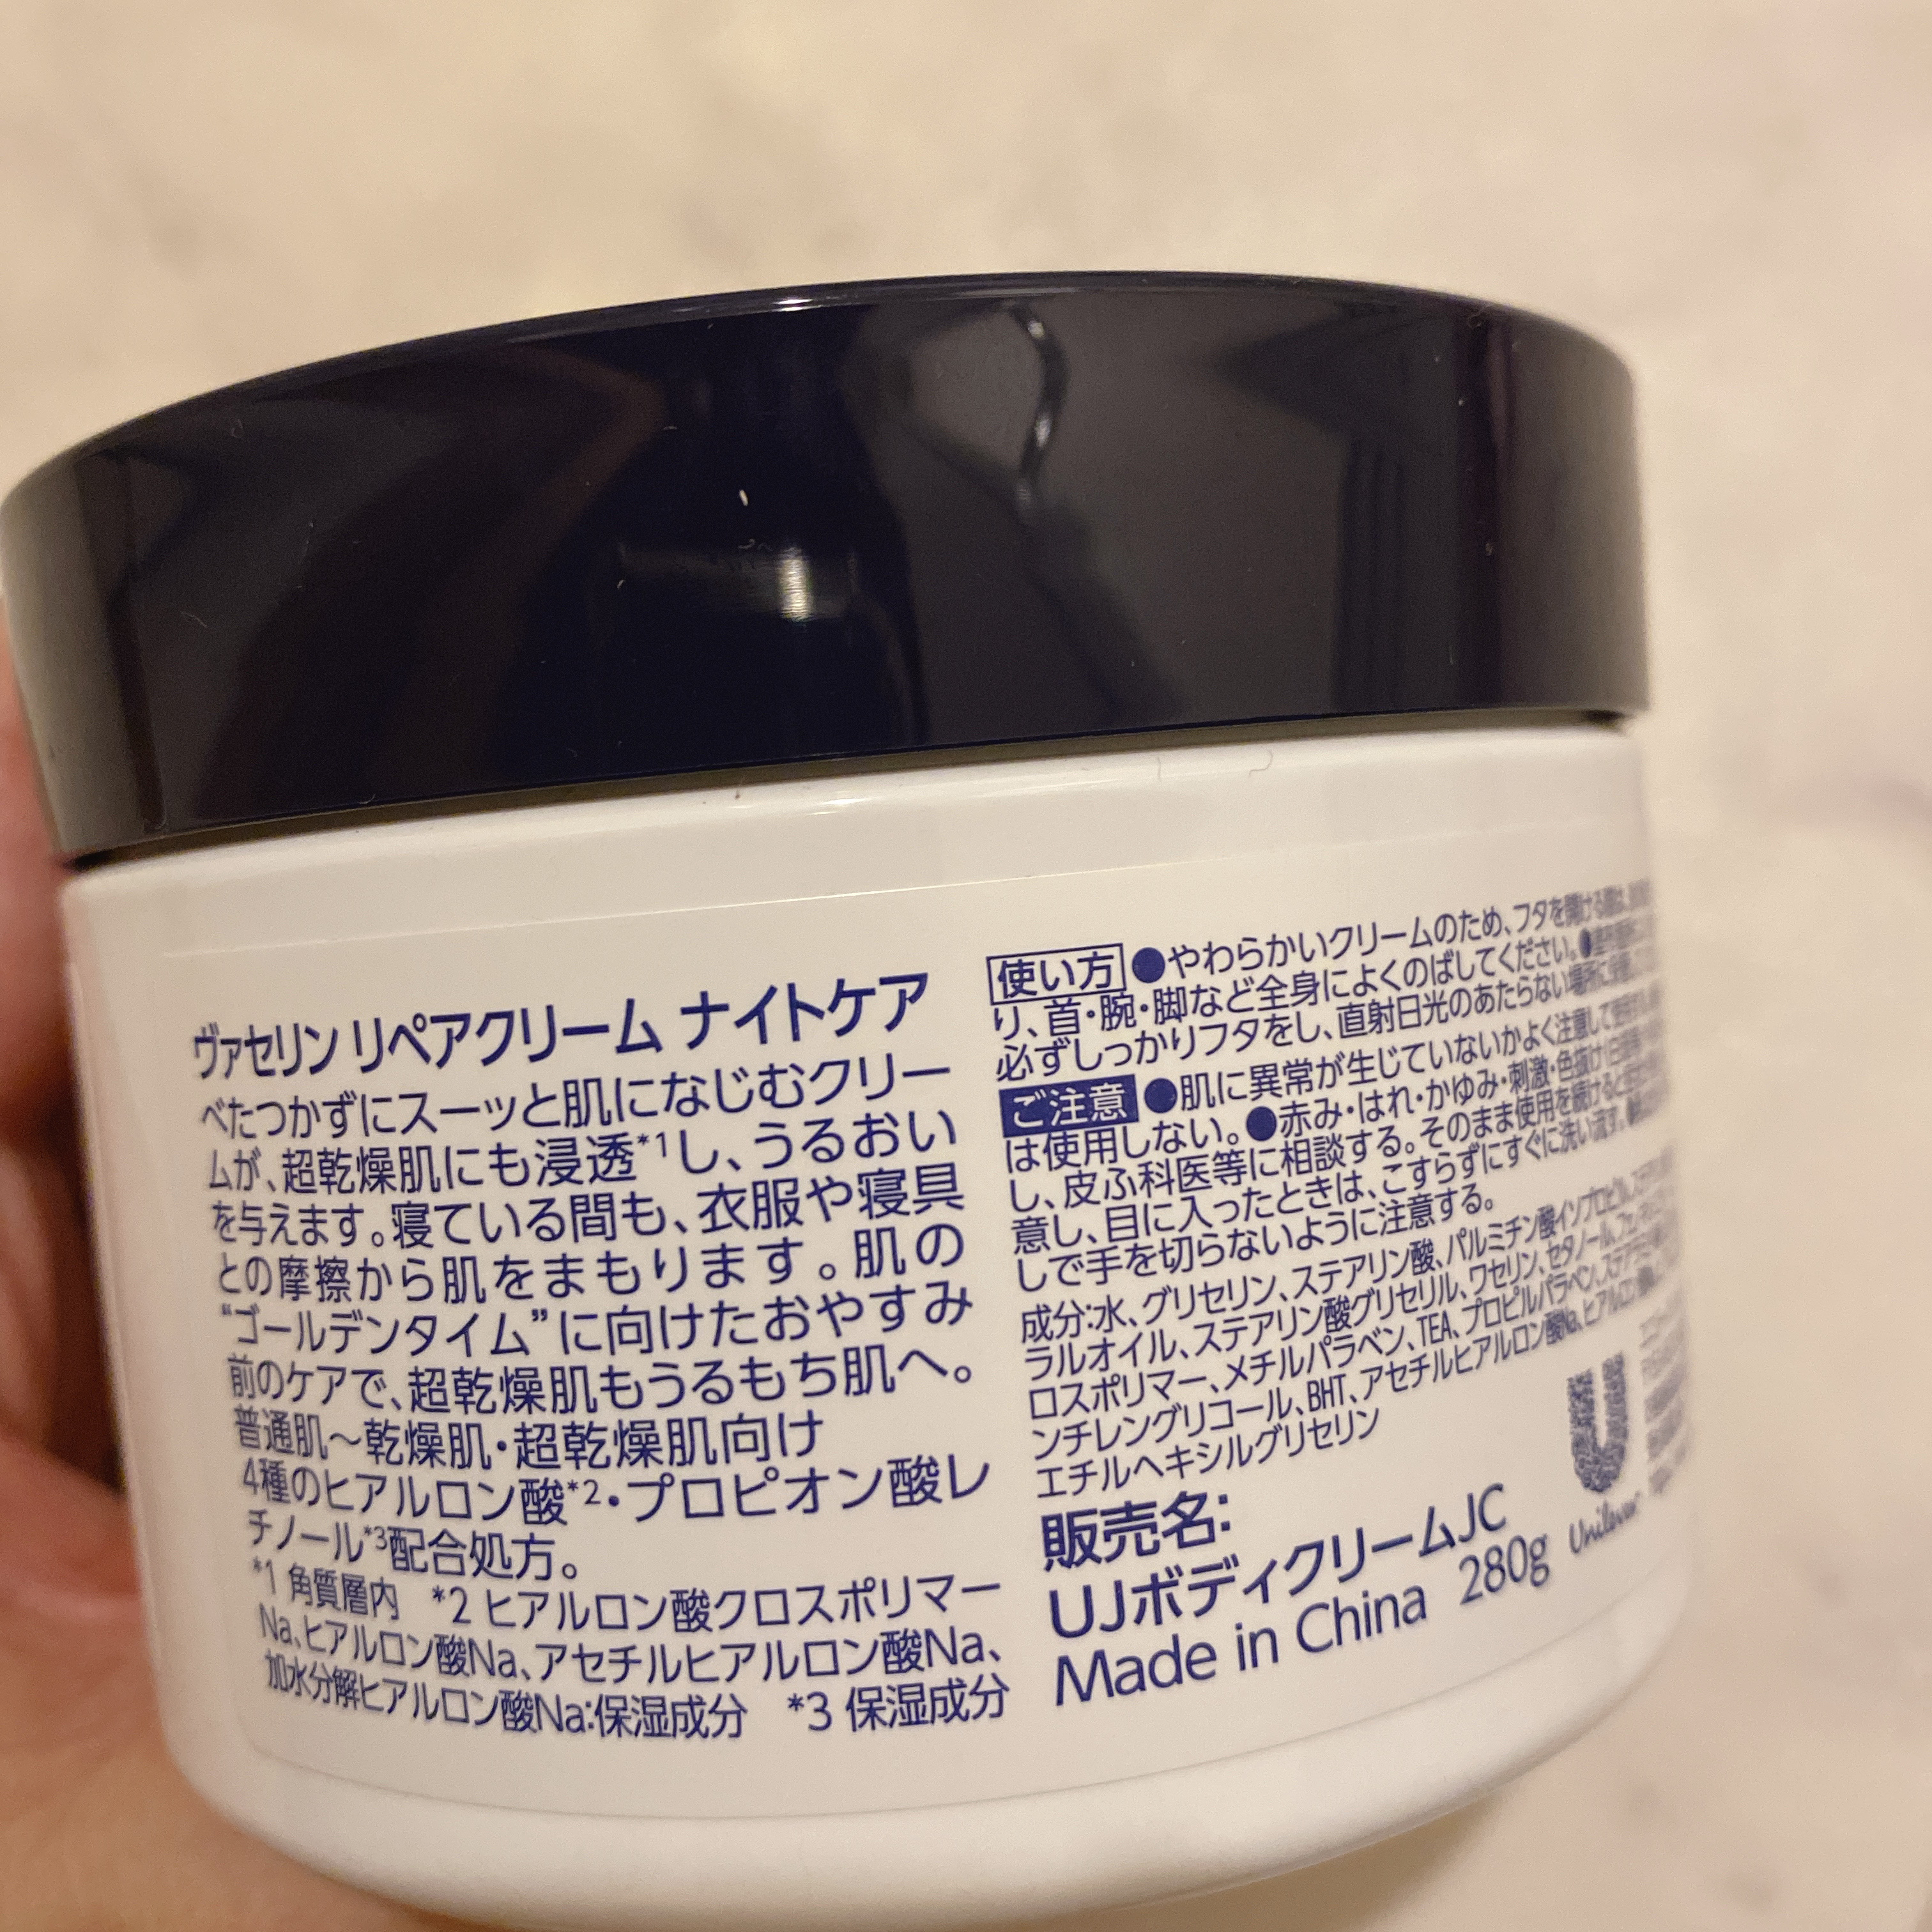 ヴァセリン リペアクリーム ナイトケア
べたつかずにスーッと肌になじむクリー
ムが、超乾燥肌にも浸透*1し、うるおい
を与えます。寝ている間も、衣服や寝具
との摩擦から肌をまもります。肌の
“ゴールデンタイム”に向けたおやすみ
前のケアで、超乾燥肌もうるもち肌へ。
普通肌〜乾燥肌・超乾燥肌向け
4種のヒアルロン酸*2・プロピオン酸レ
チノール*3配合処方。
*1 角質層内 *2 ヒアルロン酸クロスポリマー
Na、ヒアルロン酸Na、アセチルヒアルロン酸Na、
加水分解ヒアルロン酸Na:保湿成分 *3 保湿成分
使い方 ●やわらかいクリームのため、フタを開ける際は、
り、首・腕・脚など全身によくのばしてください。●
必ずしっかりフタをし、直射日光のあたらない場所に
ご注意 ●肌に異常が生じていないかよく注意して使用
は使用しない。●赤み・はれ・かゆみ・刺激・色抜け
し、皮ふ科医等に相談する。そのまま使用を続けると
意し、目に入ったときは、こすらずにすぐに洗い流す。●
しで手を切らないように注意する。
成分:水、グリセリン、ステアリン酸、パルミチン酸イソプロピル、
ラルオイル、ステアリン酸グリセリル、ワセリン、セタノール、
ロスポリマー、メチルパラベン、TEA、プロピルパラベン、
ンチレングリコール、BHT、アセチルヒアルロン酸Na、
エチルヘキシルグリセリン
販売名:
UJボディクリームJC
Made in China 280g
Unilever